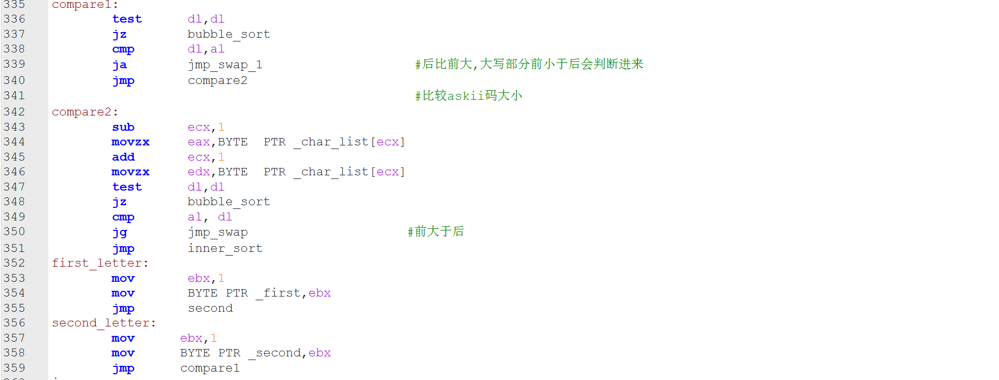 335 compare1:
336 test dl,dl
337 jz bubble_sort
338 cmp dl,al
339 ja jmp_swap_1 #后比前大,大写部分前小于后会判断进来
340 jmp compare2
341 #比较askii码大小
342 compare2:
343 sub ecx,1
344 movzx eax,BYTE  PTR _char_list[ecx]
345 add ecx,1
346 movzx edx,BYTE  PTR _char_list[ecx]
347 test dl,dl
348 jz bubble_sort
349 cmp al, dl
350 jg jmp_swap #前大于后
351 jmp inner_sort
352 first_letter:
353 mov ebx,1
354 mov BYTE PTR _first,ebx
355 jmp second
356 second_letter:
357 mov ebx,1
358 mov BYTE PTR _second,ebx
359 jmp compare1